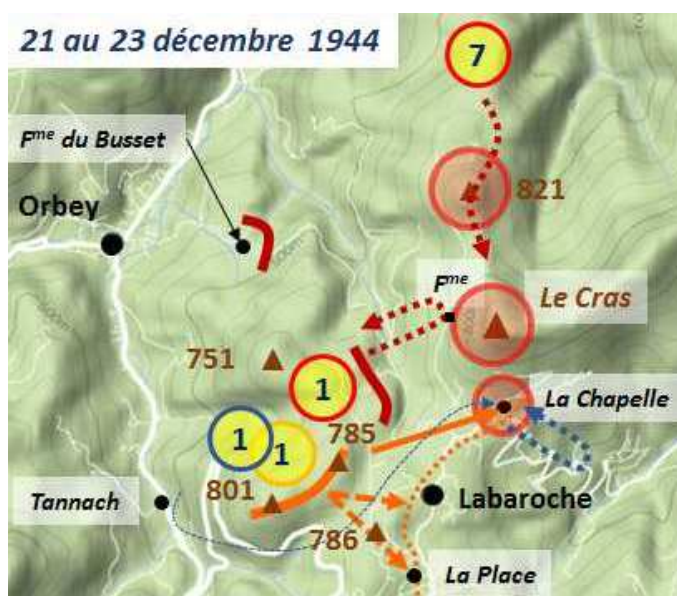 21 au 23 décembre 1944
7
Fme du Busset
821
Orbey
Fme
Le Cras
751
1
La Chapelle
1
1
785
801
Labaroche
Tannach
786
La Place